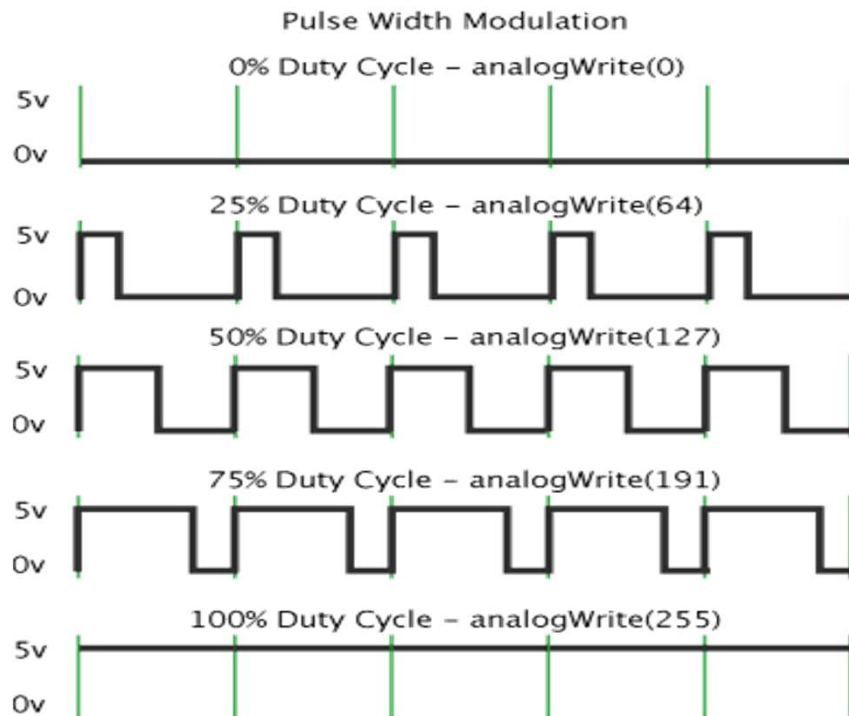 Pulse Width Modulation
0% Duty Cycle – analogWrite(0)
5v
0v
25% Duty Cycle – analogWrite(64)
5v
0v
50% Duty Cycle – analogWrite(127)
5v
0v
75% Duty Cycle – analogWrite(191)
5v
0v
100% Duty Cycle – analogWrite(255)
5v
0v